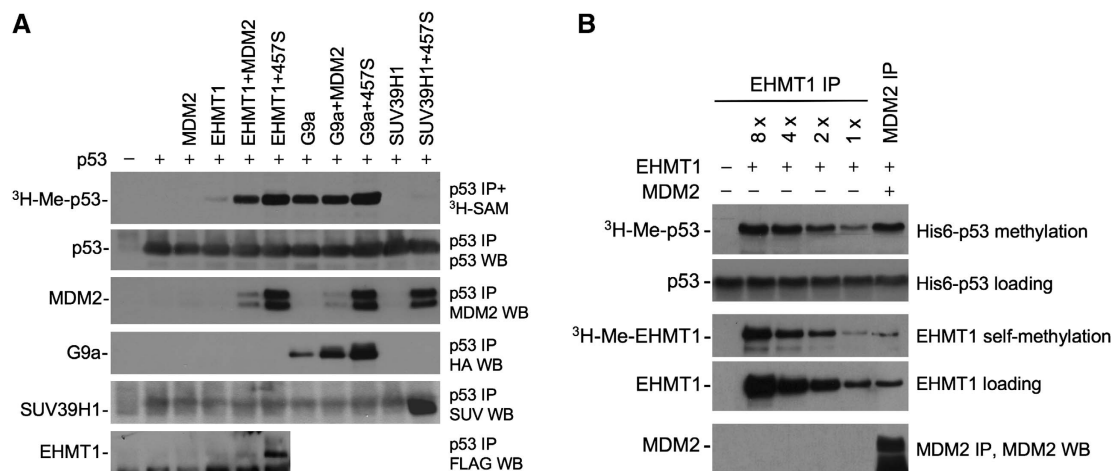 A
MDM2
EHMT1
EHMT1+MDM2
EHMT1+457S
G9a
G9a+MDM2
G9a+457S
SUV39H1
SUV39H1+457S
p53 – + + + + + + + + + +
³H-Me-p53-
p53 IP+
³H-SAM
p53-
p53 IP
p53 WB
MDM2-
p53 IP
MDM2 WB
G9a-
p53 IP
HA WB
SUV39H1-
p53 IP
SUV WB
EHMT1-
p53 IP
FLAG WB
B
EHMT1 IP
8 x
4 x
2 x
1 x
MDM2 IP
EHMT1 – + + + + +
MDM2 – – – – – +
³H-Me-p53 -
His6-p53 methylation
p53 -
His6-p53 loading
³H-Me-EHMT1 -
EHMT1 self-methylation
EHMT1-
EHMT1 loading
MDM2 -
MDM2 IP, MDM2 WB